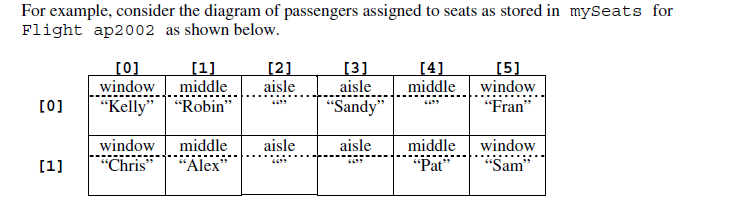 For example, consider the diagram of passengers assigned to seats as stored in mySeats for
Flight ap2002 as shown below.
[0] [1] [2] [3] [4] [5]
window middle aisle aisle middle window
[0] “Kelly” “Robin” “” “Sandy” “” “Fran”
window middle aisle aisle middle window
[1] “Chris” “Alex” “” “” “Pat” “Sam”